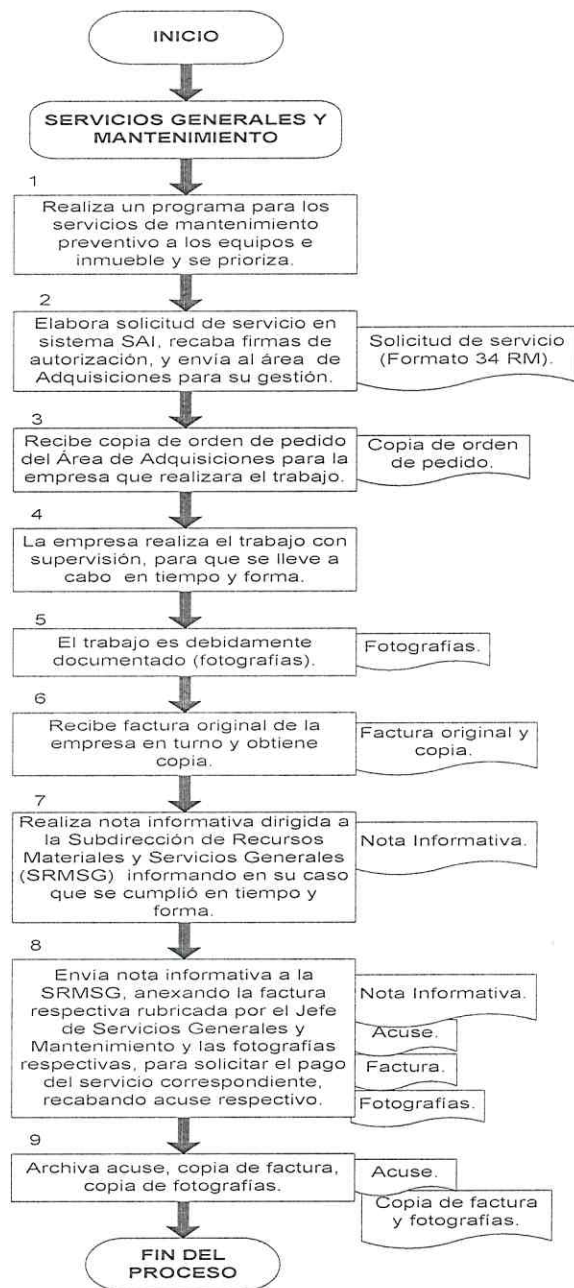 INICIO
SERVICIOS GENERALES Y
MANTENIMIENTO
1
Realiza un programa para los
servicios de mantenimiento
preventivo a los equipos e
inmueble y se prioriza.
2
Elabora solicitud de servicio en
sistema SAI, recaba firmas de
autorización, y envía al área de
Adquisiciones para su gestión.
Solicitud de servicio
(Formato 34 RM).
3
Recibe copia de orden de pedido
del Área de Adquisiciones para la
empresa que realizara el trabajo.
Copia de orden
de pedido.
4
La empresa realiza el trabajo con
supervisión, para que se lleve a
cabo en tiempo y forma.
5
El trabajo es debidamente
documentado (fotografías).
Fotografías.
6
Recibe factura original de la
empresa en turno y obtiene
copia.
Factura original y
copia.
7
Realiza nota informativa dirigida a
la Subdirección de Recursos
Materiales y Servicios Generales
(SRMSG) informando en su caso
que se cumplió en tiempo y
forma.
Nota Informativa.
8
Envía nota informativa a la
SRMSG, anexando la factura
respectiva rubricada por el Jefe
de Servicios Generales y
Mantenimiento y las fotografías
respectivas, para solicitar el pago
del servicio correspondiente,
recabando acuse respectivo.
Nota Informativa.
Acuse.
Factura.
Fotografías.
9
Archiva acuse, copia de factura,
copia de fotografías.
Acuse.
Copia de factura
y fotografías.
FIN DEL
PROCESO